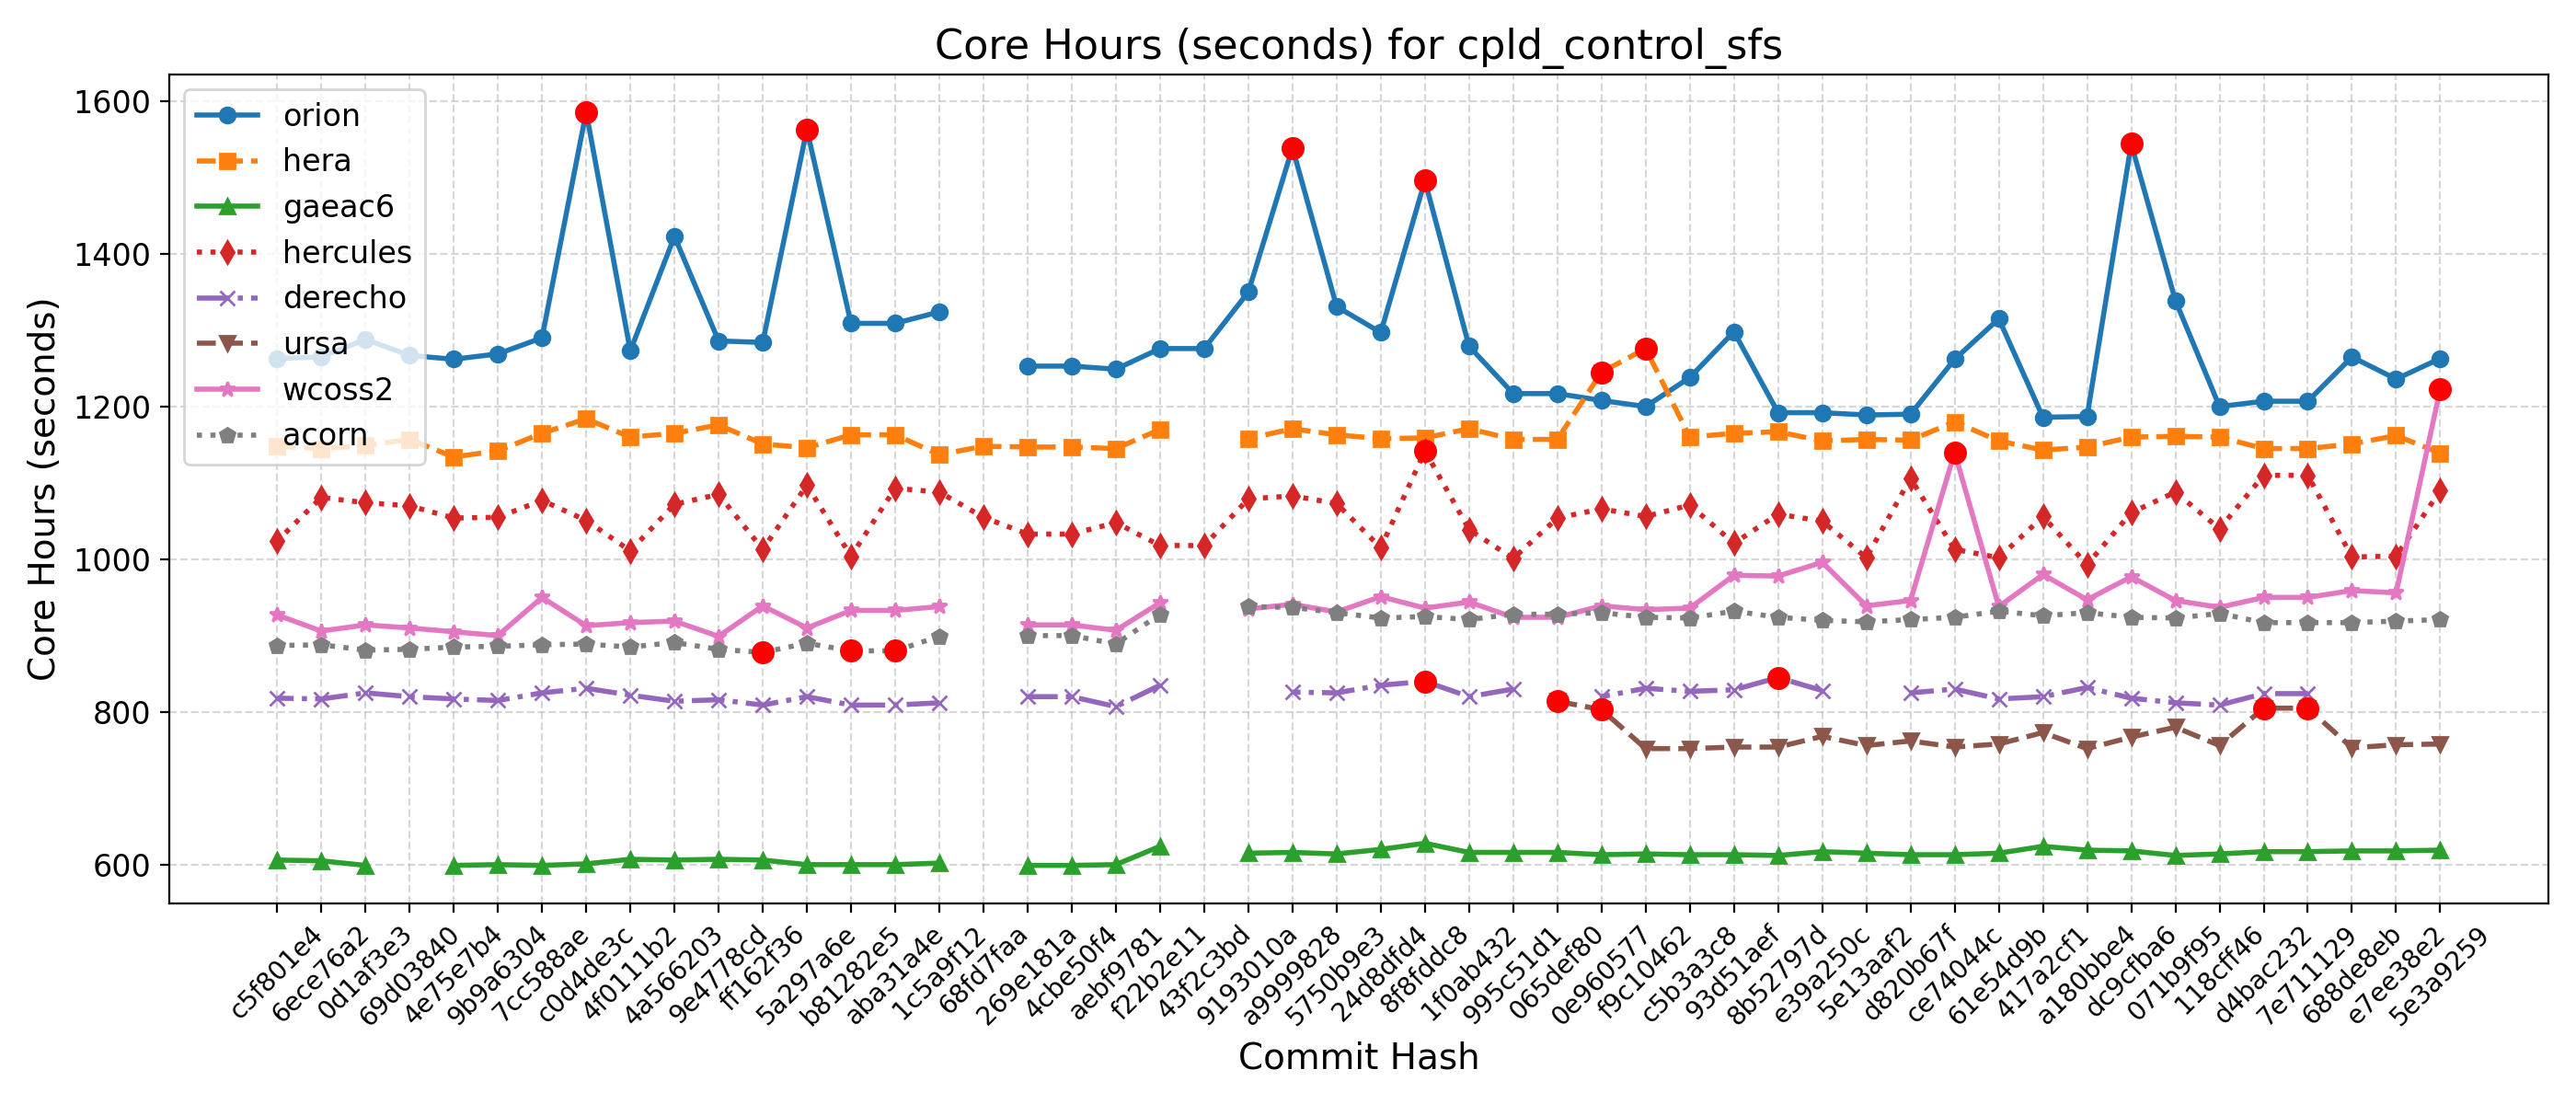 Core Hours (seconds) for cpld_control_sfs
Core Hours (seconds)
1600
1400
1200
1000
800
600
orion
hera
gaeac6
hercules
derecho
ursa
wcoss2
acorn
c5f801e4
6ece76a2
0d1af3e3
69d03840
4e75e7b4
9b9a6304
7cc588ae
c0d4de3c
4f0111b2
4a566203
9e4778cd
ff162f36
5a297a6e
b81282e5
aba31a4e
1c5a9f12
68fd7faa
269e181a
4cbe50f4
aebf9781
f22b2e11
43f2c3bd
9193010a
a9999828
5750b9e3
24d8dfd4
8f8fddc8
1f0ab432
995c51d1
065def80
0e960577
f9c10462
c5b3a3c8
93d51aef
8b52797d
e39a250c
5e13aaf2
d820b67f
ce74044c
61e54d9b
417a2cf1
a180bbe4
dc9cfba6
071b9f95
118cff46
d4bac232
7e711129
688de8eb
e7ee38e2
5e3a9259
Commit Hash